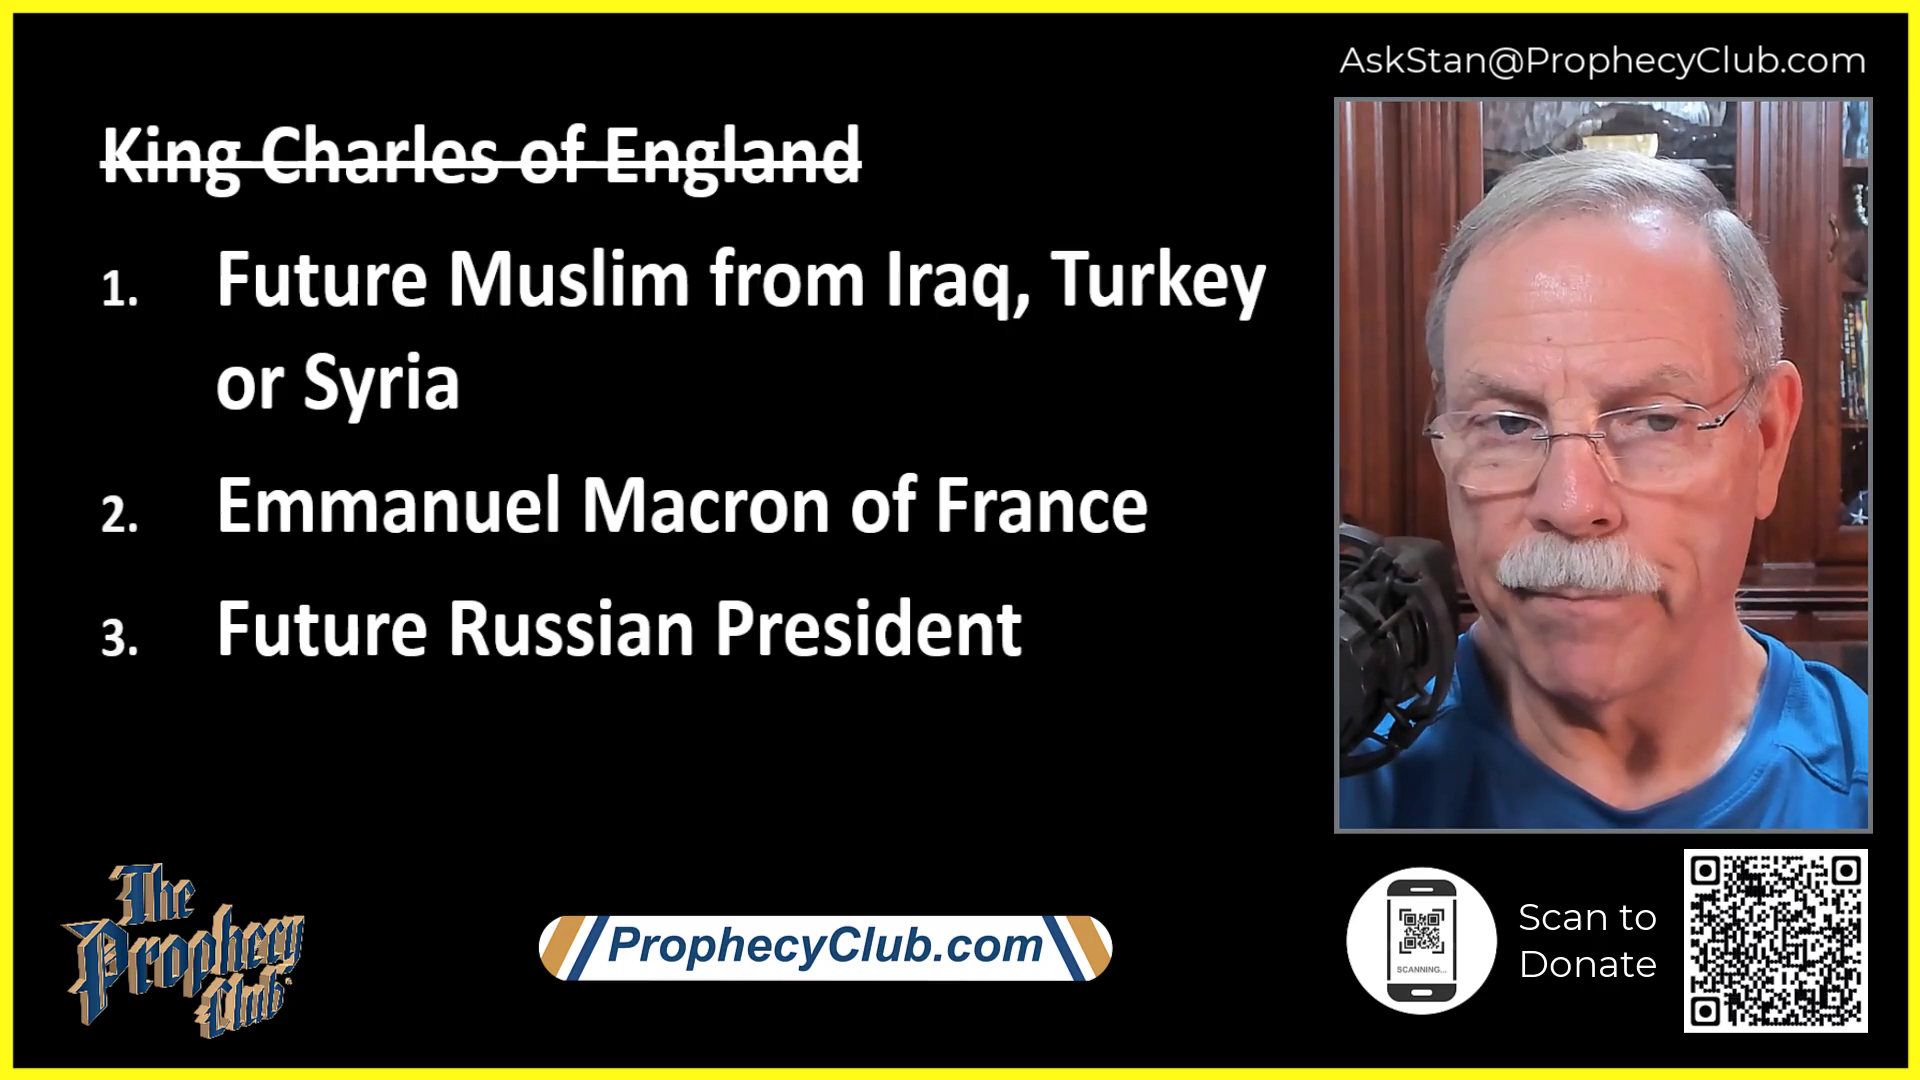 AskStan@ProphecyClub.com
King Charles of England
1. Future Muslim from Iraq, Turkey
or Syria
2. Emmanuel Macron of France
3. Future Russian President
The
Prophecy
Club
ProphecyClub.com
SCANNING...
Scan to
Donate